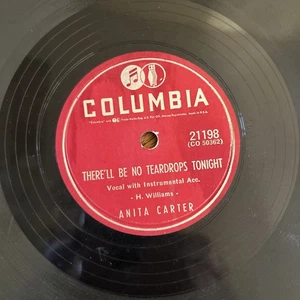 COLUMBIA
21198
(CO 50362)
THERE'LL BE NO TEARDROPS TONIGHT
Vocal with Instrumental Acc.
- H. Williams -
ANITA CARTER